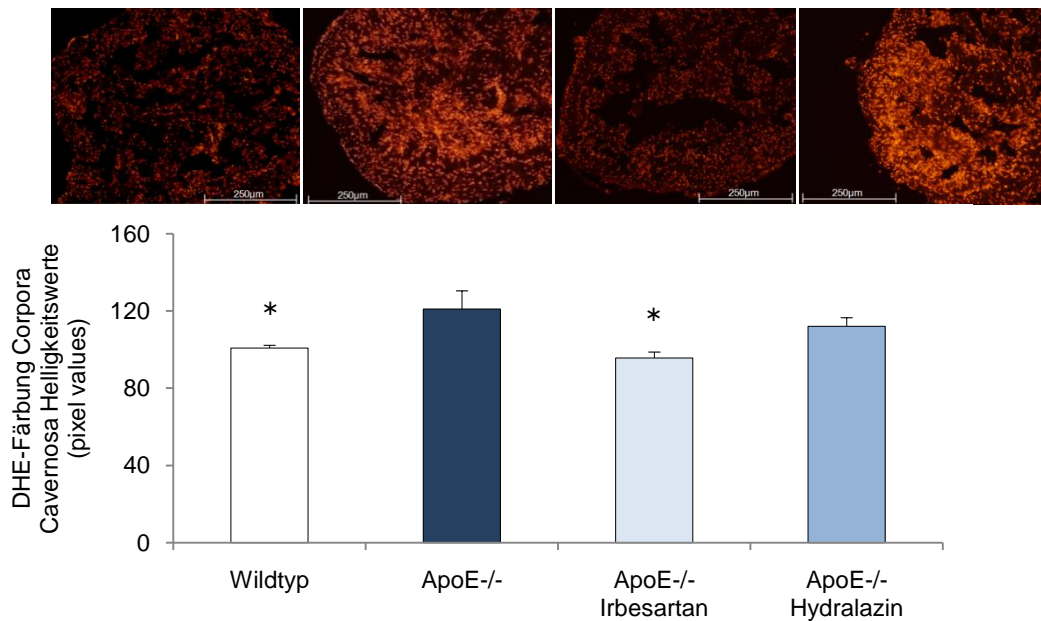 250µm
250µm
250µm
250µm
DHE-Färbung Corpora
Cavernosa Helligkeitswerte
(pixel values)
160
120
80
40
0
*
*
Wildtyp
ApoE-/-
ApoE-/-
Irbesartan
ApoE-/-
Hydralazin